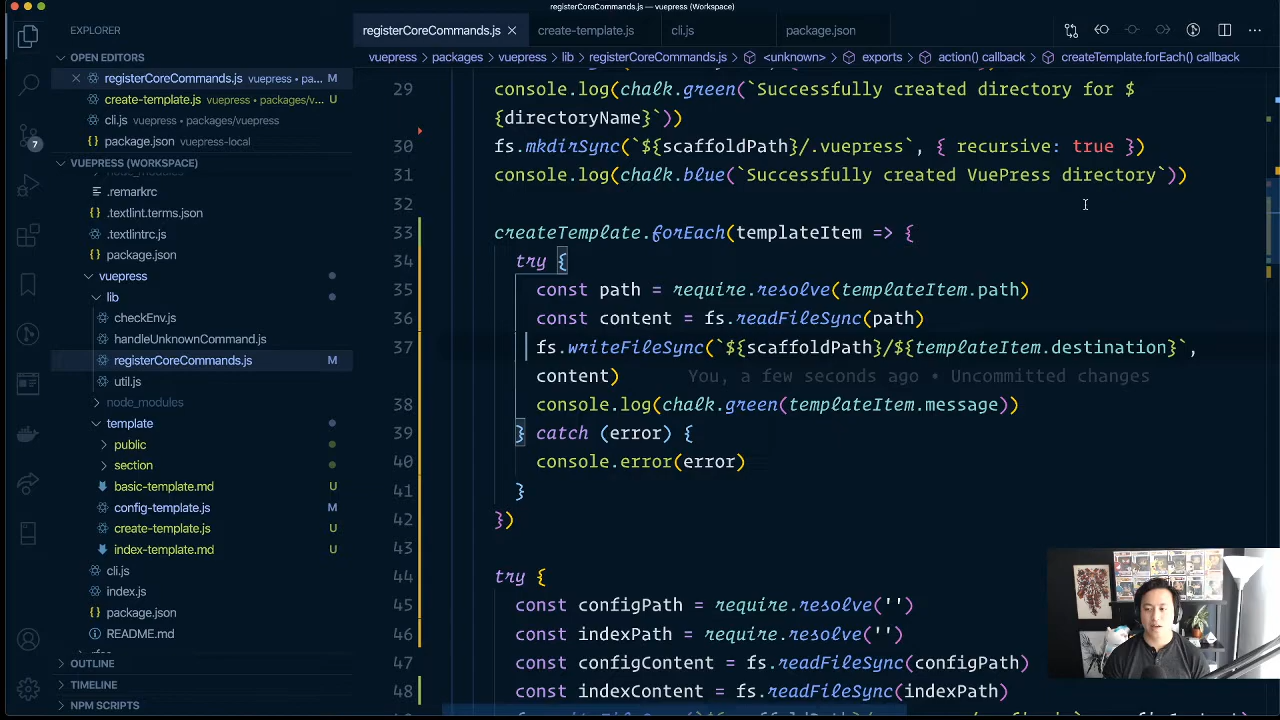 registerCoreCommands.js — vuepress (Workspace)
EXPLORER
registerCoreCommands.js
create-template.js
cli.js
package.json
OPEN EDITORS
vuepress > packages > vuepress > lib > registerCoreCommands.js > <unknown> > exports > action() callback > createTemplate.forEach() callback
registerCoreCommands.js vuepress • pa... M
create-template.js vuepress • packages/v... U
cli.js vuepress • packages/vuepress
package.json vuepress-local
VUEPRESS (WORKSPACE)
node_modules
.remarkrc
.textlint.terms.json
.textlintrc.js
package.json
vuepress
lib
checkEnv.js
handleUnknownCommand.js
registerCoreCommands.js M
util.js
node_modules
template
public
section
basic-template.md U
config-template.js M
create-template.js U
index-template.md U
cli.js
index.js
package.json
README.md
OUTLINE
TIMELINE
NPM SCRIPTS
7
29 console.log(chalk.green(`Successfully created directory for $
{directoryName}`))
30 fs.mkdirSync(`${scaffoldPath}/.vuepress`, { recursive: true })
31 console.log(chalk.blue(`Successfully created VuePress directory`))
32
33 createTemplate.forEach(templateItem => {
34 try {
35 const path = require.resolve(templateItem.path)
36 const content = fs.readFileSync(path)
37 fs.writeFileSync(`${scaffoldPath}/${templateItem.destination}`,
content) You, a few seconds ago • Uncommitted changes
38 console.log(chalk.green(templateItem.message))
39 } catch (error) {
40 console.error(error)
41 }
42 })
43
44 try {
45 const configPath = require.resolve('')
46 const indexPath = require.resolve('')
47 const configContent = fs.readFileSync(configPath)
48 const indexContent = fs.readFileSync(indexPath)